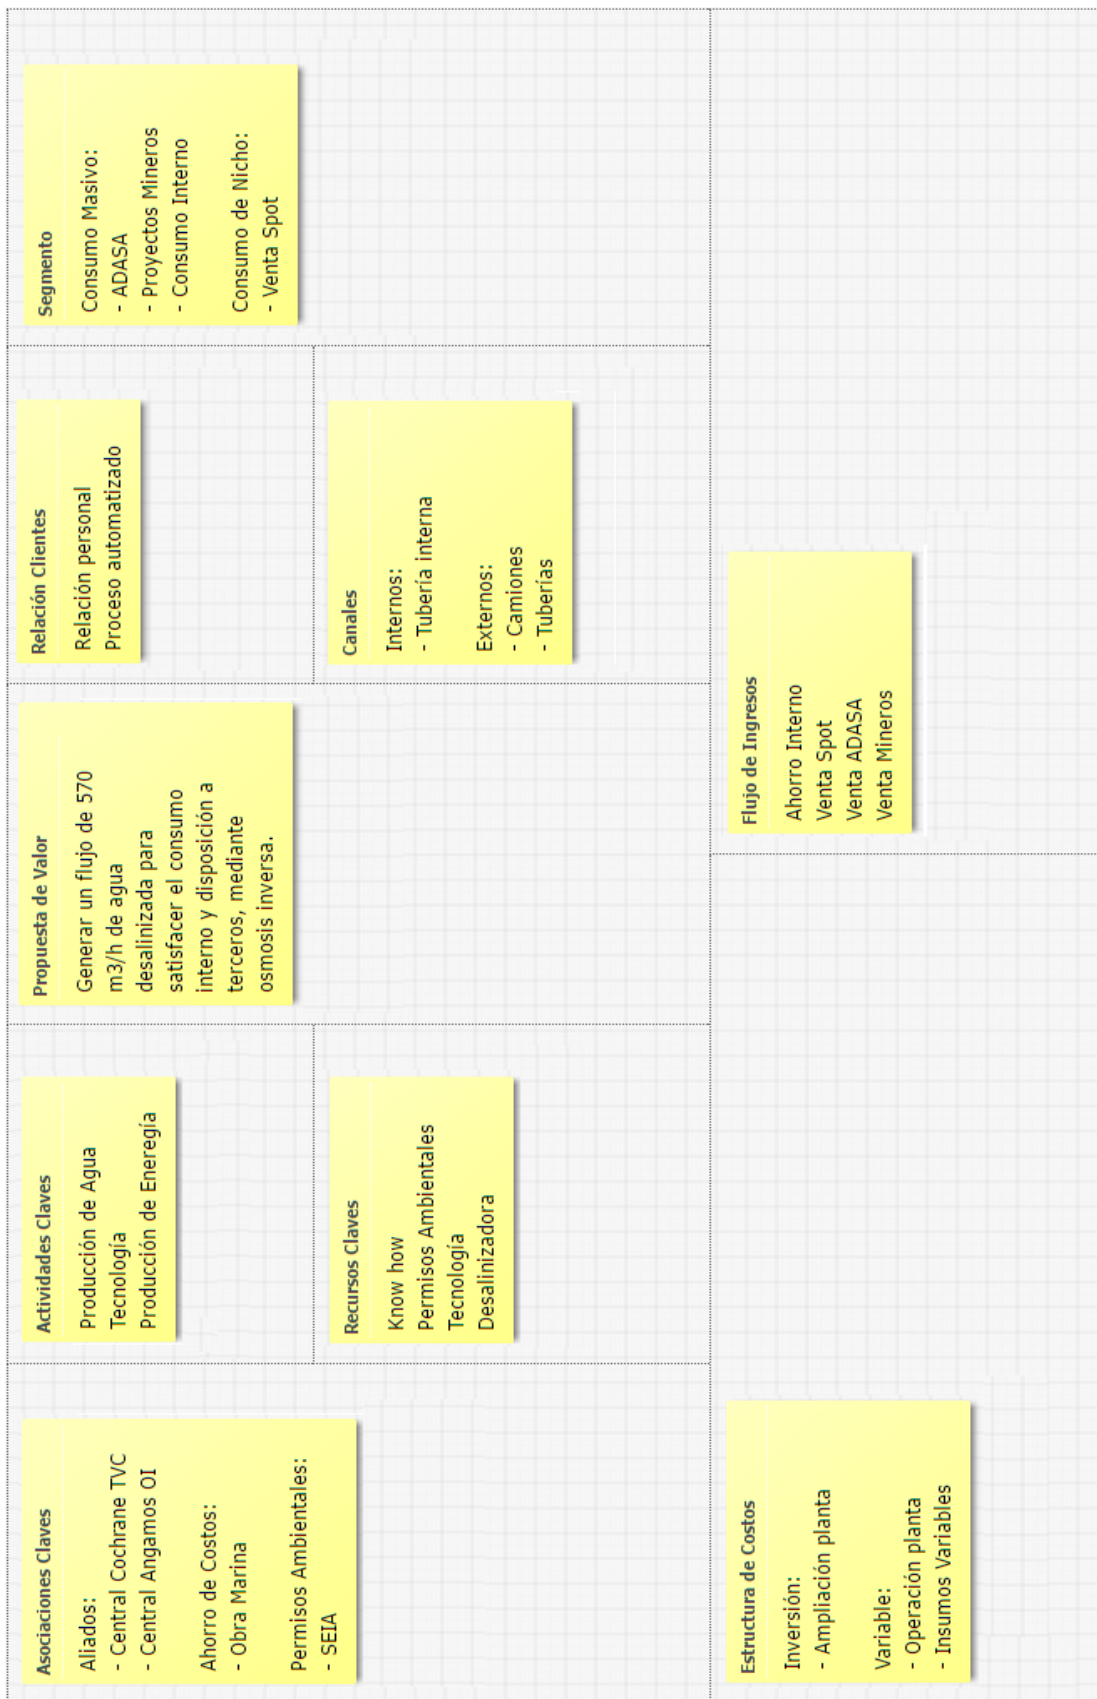 Asociaciones Claves
Aliados:
- Central Cochrane TVC
- Central Angamos OI
Ahorro de Costos:
- Obra Marina
Permisos Ambientales:
- SEIA
Actividades Claves
Producción de Agua
Tecnología
Producción de Eneregía
Recursos Claves
Know how
Permisos Ambientales
Tecnología
Desalinizadora
Propuesta de Valor
Generar un flujo de 570
m3/h de agua
desalinizada para
satisfacer el consumo
interno y disposición a
terceros, mediante
osmosis inversa.
Relación Clientes
Relación personal
Proceso automatizado
Canales
Internos:
- Tubería interna
Externos:
- Camiones
- Tuberías
Segmento
Consumo Masivo:
- ADASA
- Proyectos Mineros
- Consumo Interno
Consumo de Nicho:
- Venta Spot
Estructura de Costos
Inversión:
- Ampliación planta
Variable:
- Operación planta
- Insumos Variables
Flujo de Ingresos
Ahorro Interno
Venta Spot
Venta ADASA
Venta Mineros